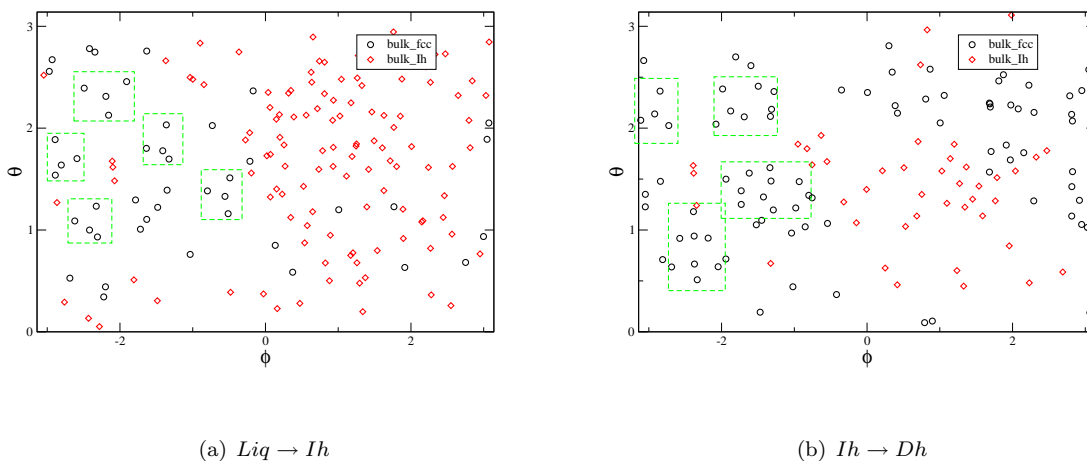 3
2
1
0
θ
-2
0
2
ϕ
bulk_fcc
bulk_Ih
3
2
1
0
θ
-2
0
2
ϕ
bulk_fcc
bulk_Ih
(a) Liq → Ih
(b) Ih → Dh